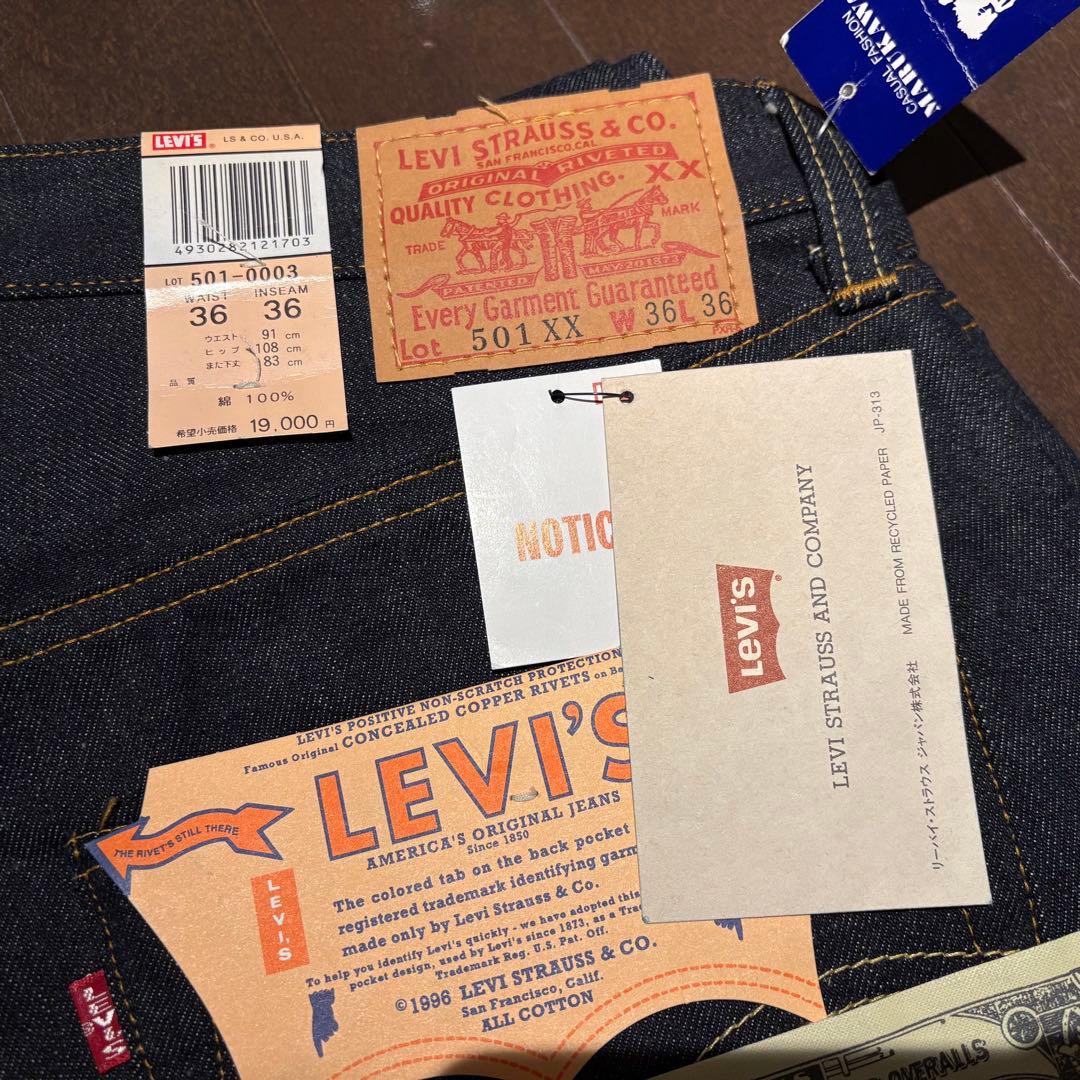 CASUAL FASHION
MARUKAWA
LEVI'S® LS & CO. U.S.A.
4930282121703
LOT 501-0003
WAIST INSEAM
36 36
ウエスト 91 cm
ヒップ 108 cm
また下丈 83 cm
品質
綿 100%
希望小売価格 19,000円
LEVI STRAUSS & CO.
SAN FRANCISCO, CAL.
ORIGINAL RIVETED
QUALITY CLOTHING. XX
TRADE MARK
PATENTED MAY 20 1873
Every Garment Guaranteed
Lot 501 XX W 36 L 36
NOTIC
Levi's®
LEVI STRAUSS AND COMPANY
MADE FROM RECYCLED PAPER JP-313
リーバイ・ストラウス ジャパン株式会社
LEVI'S POSITIVE NON-SCRATCH PROTECTION
Famous Original CONCEALED COPPER RIVETS on Ba
LEVI'S
AMERICA'S ORIGINAL JEANS
Since 1850
THE RIVET'S STILL THERE
LEVI'S
The colored tab on the back pocket
registered trademark identifying garm
made only by Levi Strauss & Co.
To help you identify Levi's quickly - we have adopted this
pocket design, used by Levi's since 1873, as a Trad
Trademark Reg. U.S. Pat. Off.
©1996 LEVI STRAUSS & CO.
San Francisco, Calif.
ALL COTTON
LEVI'S
OVERALLS